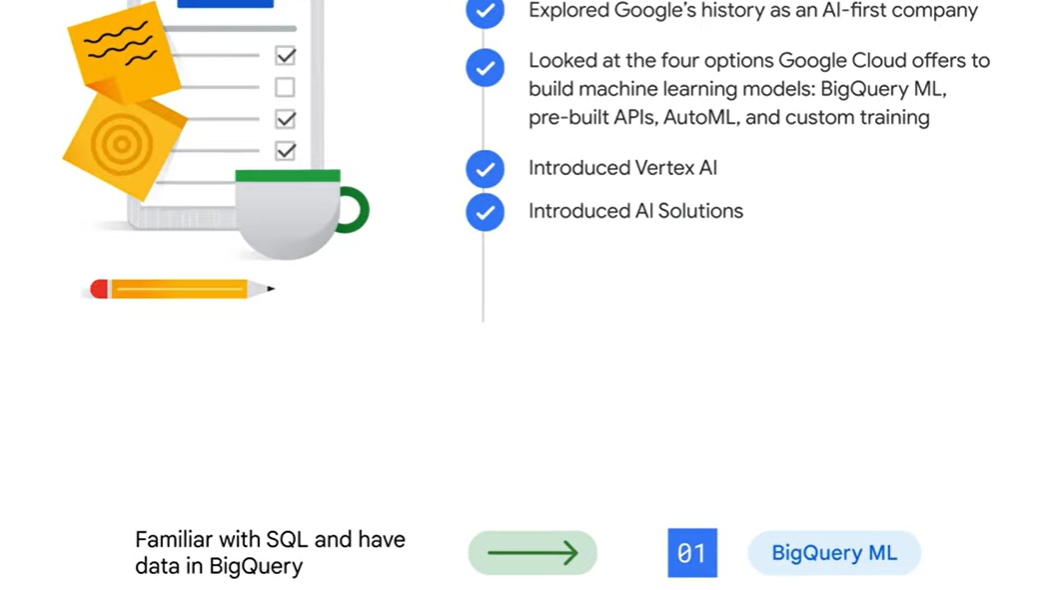 Explored Google's history as an AI-first company
Looked at the four options Google Cloud offers to
build machine learning models: BigQuery ML,
pre-built APIs, AutoML, and custom training
Introduced Vertex AI
Introduced AI Solutions
Familiar with SQL and have
data in BigQuery
01
BigQuery ML